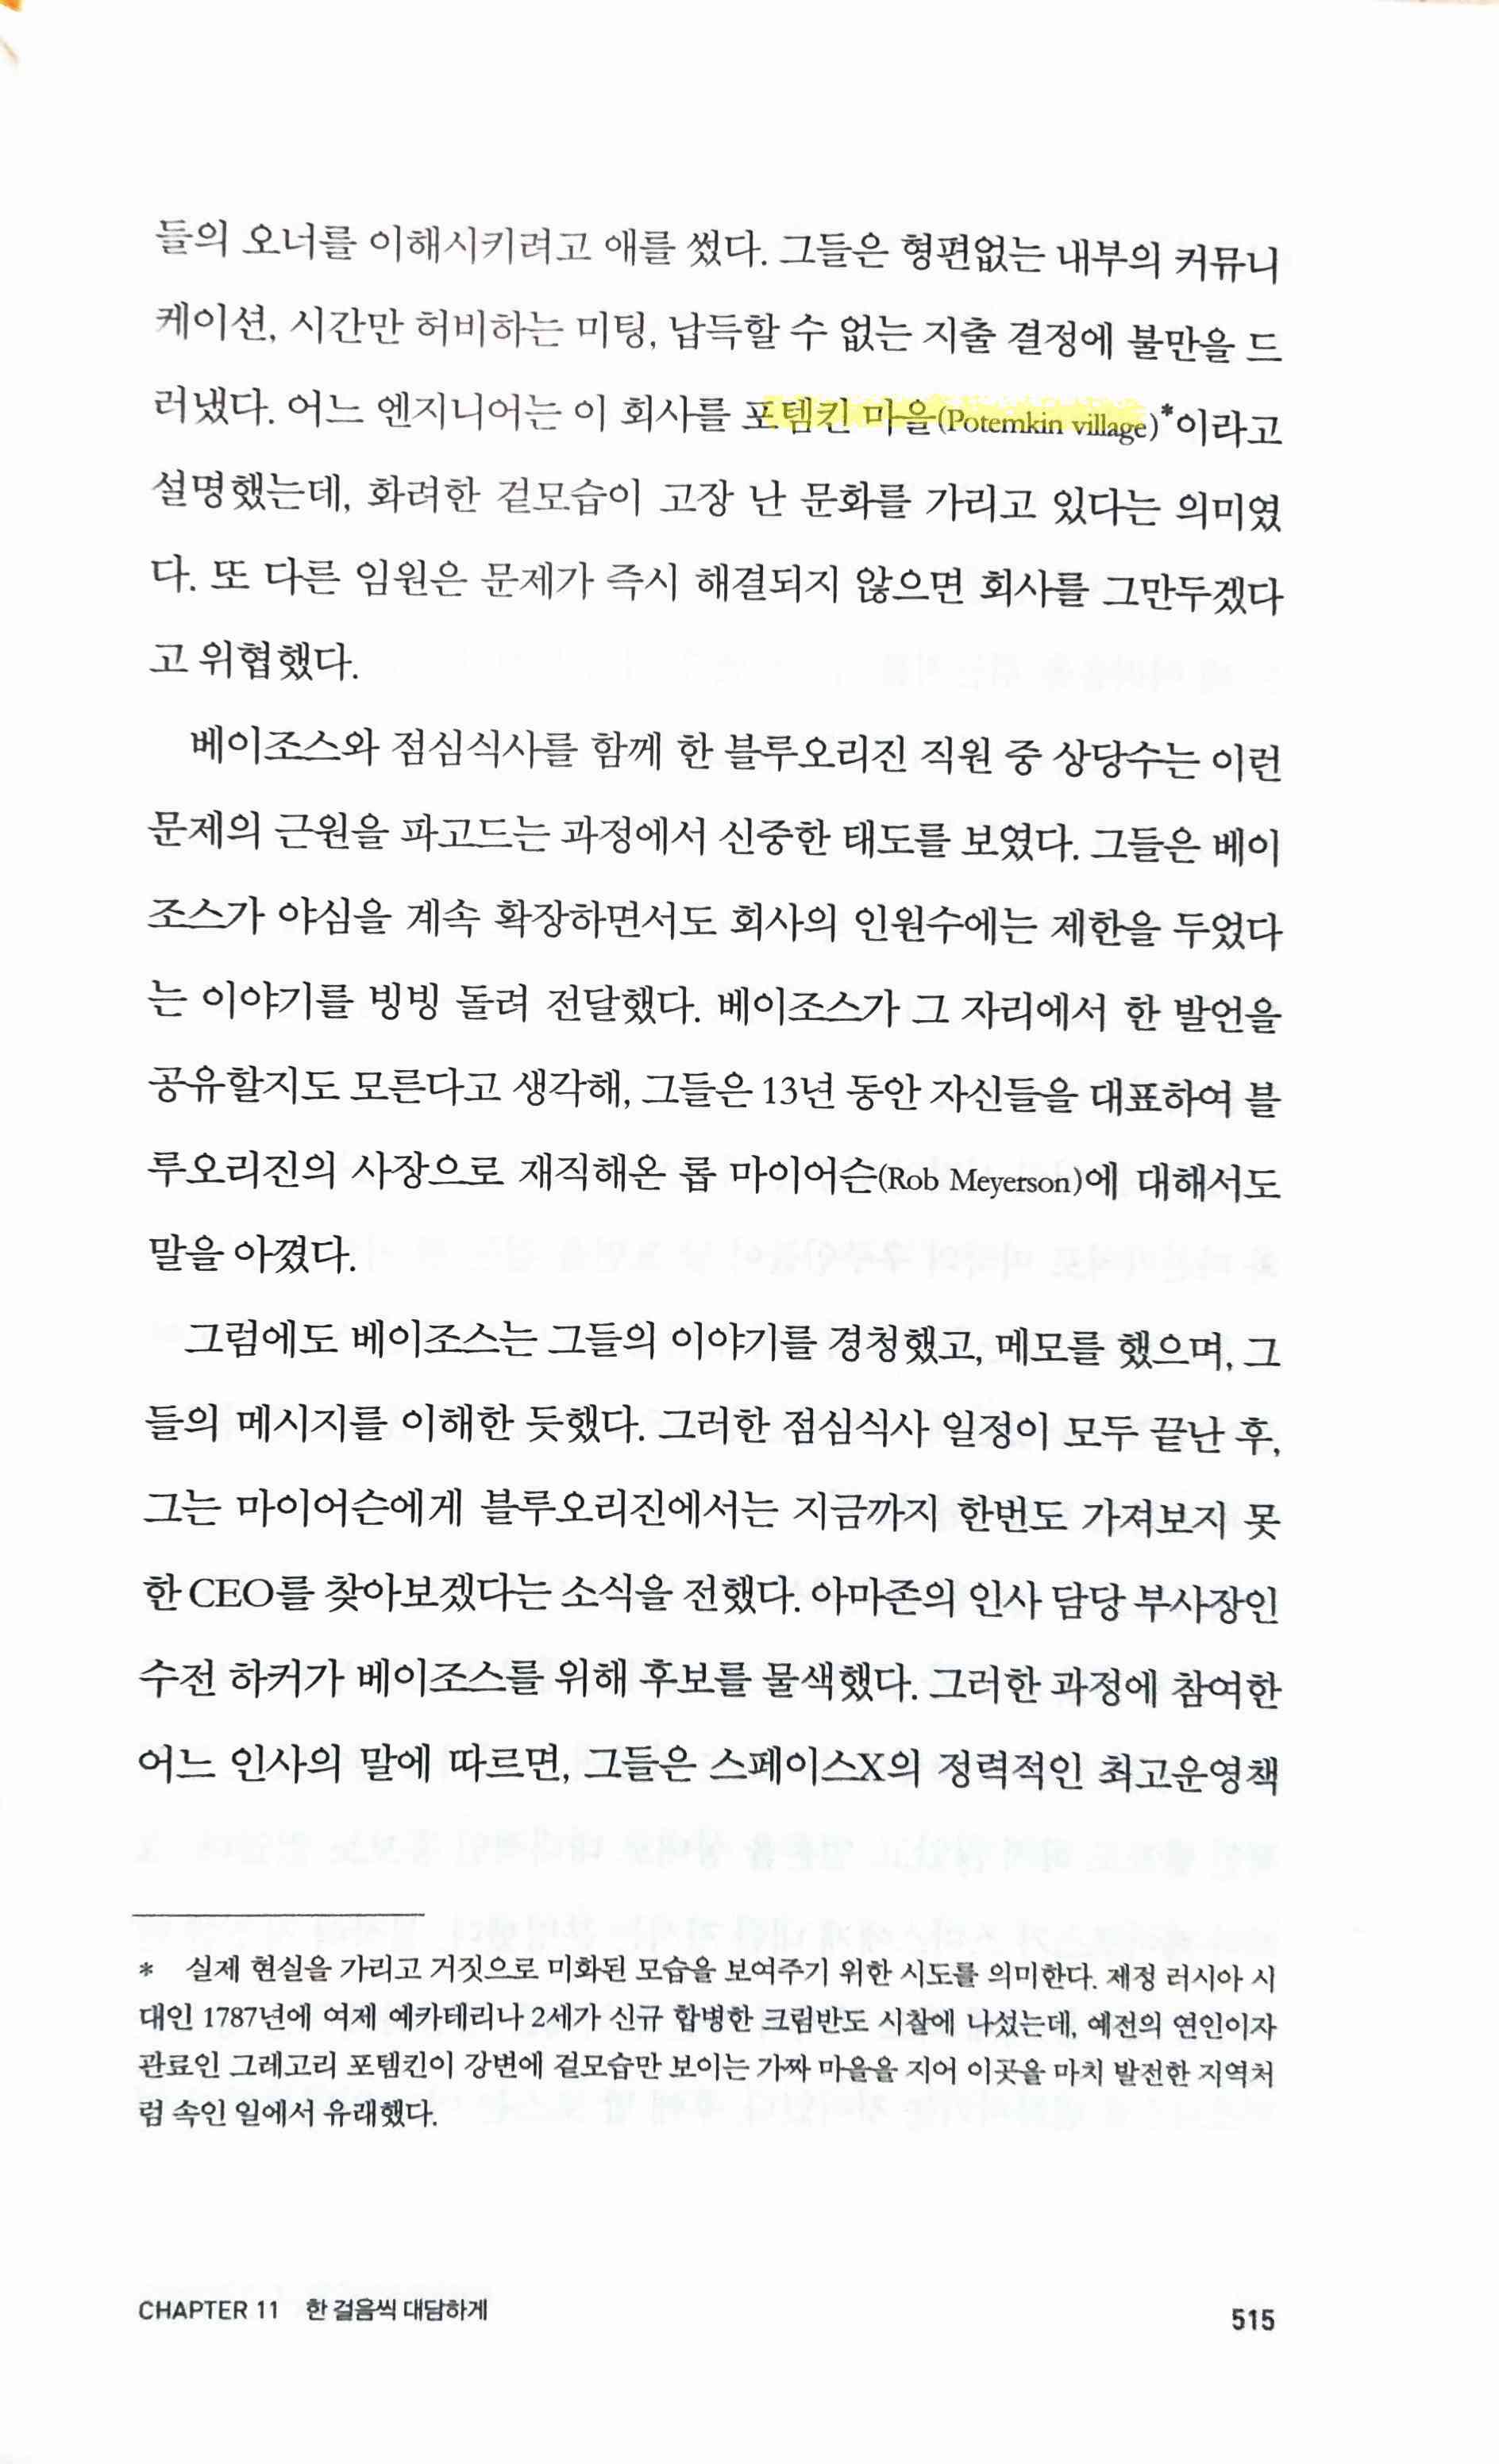 들의 오너를 이해시키려고 애를 썼다. 그들은 형편없는 내부의 커뮤니
케이션, 시간만 허비하는 미팅, 납득할 수 없는 지출 결정에 불만을 드
러냈다. 어느 엔지니어는 이 회사를 포템킨 마을(Potemkin village)*이라고
설명했는데, 화려한 겉모습이 고장 난 문화를 가리고 있다는 의미였
다. 또 다른 임원은 문제가 즉시 해결되지 않으면 회사를 그만두겠다
고 위협했다.
베이조스와 점심식사를 함께 한 블루오리진 직원 중 상당수는 이런
문제의 근원을 파고드는 과정에서 신중한 태도를 보였다. 그들은 베이
조스가 야심을 계속 확장하면서도 회사의 인원수에는 제한을 두었다
는 이야기를 빙빙 돌려 전달했다. 베이조스가 그 자리에서 한 발언을
공유할지도 모른다고 생각해, 그들은 13년 동안 자신들을 대표하여 블
루오리진의 사장으로 재직해온 롭 마이어슨(Rob Meyerson)에 대해서도
말을 아꼈다.
그럼에도 베이조스는 그들의 이야기를 경청했고, 메모를 했으며, 그
들의 메시지를 이해한 듯했다. 그러한 점심식사 일정이 모두 끝난 후,
그는 마이어슨에게 블루오리진에서는 지금까지 한번도 가져보지 못
한 CEO를 찾아보겠다는 소식을 전했다. 아마존의 인사 담당 부사장인
수전 하커가 베이조스를 위해 후보를 물색했다. 그러한 과정에 참여한
어느 인사의 말에 따르면, 그들은 스페이스X의 정력적인 최고운영책
* 실제 현실을 가리고 거짓으로 미화된 모습을 보여주기 위한 시도를 의미한다. 제정 러시아 시
대인 1787년에 여제 예카테리나 2세가 신규 합병한 크림반도 시찰에 나섰는데, 예전의 연인이자
관료인 그레고리 포템킨이 강변에 겉모습만 보이는 가짜 마을을 지어 이곳을 마치 발전한 지역처
럼 속인 일에서 유래했다.
CHAPTER 11 한 걸음씩 대담하게
515